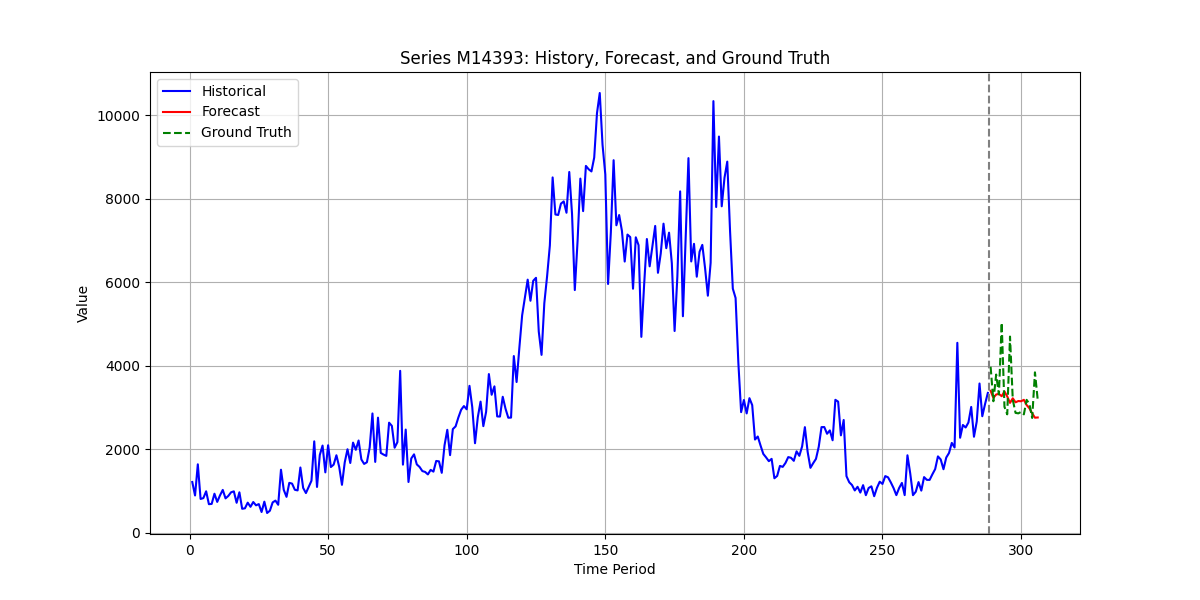 Series M14393: History, Forecast, and Ground Truth
Historical
Forecast
Ground Truth
10000
8000
6000
4000
2000
0
Value
0 50 100 150 200 250 300
Time Period